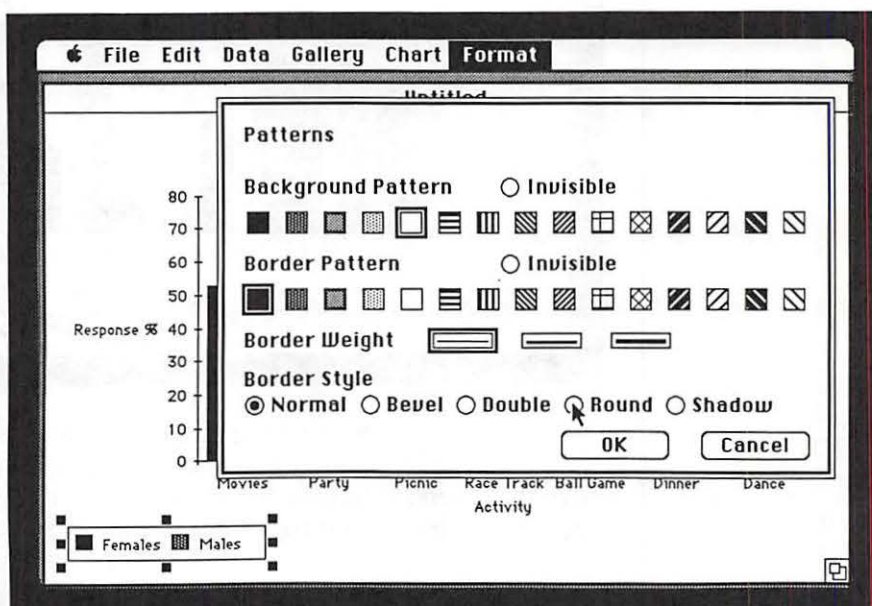 File Edit Data Gallery Chart Format
Untitled
Patterns
Background Pattern Invisible
Border Pattern Invisible
Border Weight
Border Style
Normal Bevel Double Round Shadow
OK Cancel
80
70
60
50
Response % 40
30
20
10
0
Movies Party Picnic Race Track Ball Game Dinner Dance
Activity
Females Males